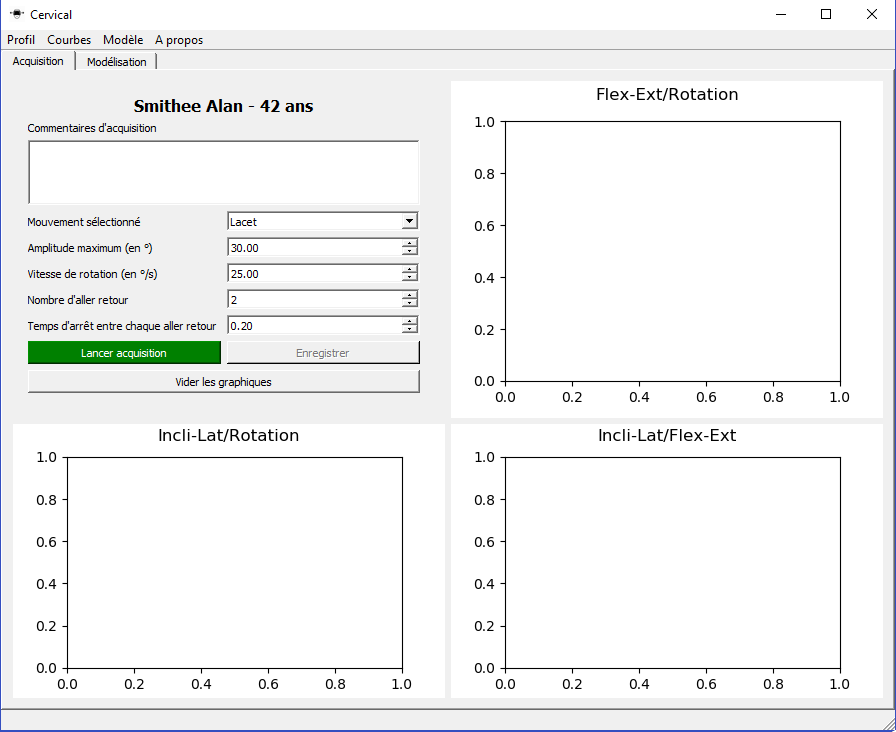 Cervical
Profil Courbes Modèle A propos
Acquisition Modélisation
Smithee Alan - 42 ans
Commentaires d'acquisition
Mouvement sélectionné Lacet
Amplitude maximum (en °) 30.00
Vitesse de rotation (en °/s) 25.00
Nombre d'aller retour 2
Temps d'arrêt entre chaque aller retour 0.20
Lancer acquisition Enregistrer
Vider les graphiques
Flex-Ext/Rotation
1.0
0.8
0.6
0.4
0.2
0.0
0.0 0.2 0.4 0.6 0.8 1.0
Incli-Lat/Rotation
1.0
0.8
0.6
0.4
0.2
0.0
0.0 0.2 0.4 0.6 0.8 1.0
Incli-Lat/Flex-Ext
1.0
0.8
0.6
0.4
0.2
0.0
0.0 0.2 0.4 0.6 0.8 1.0